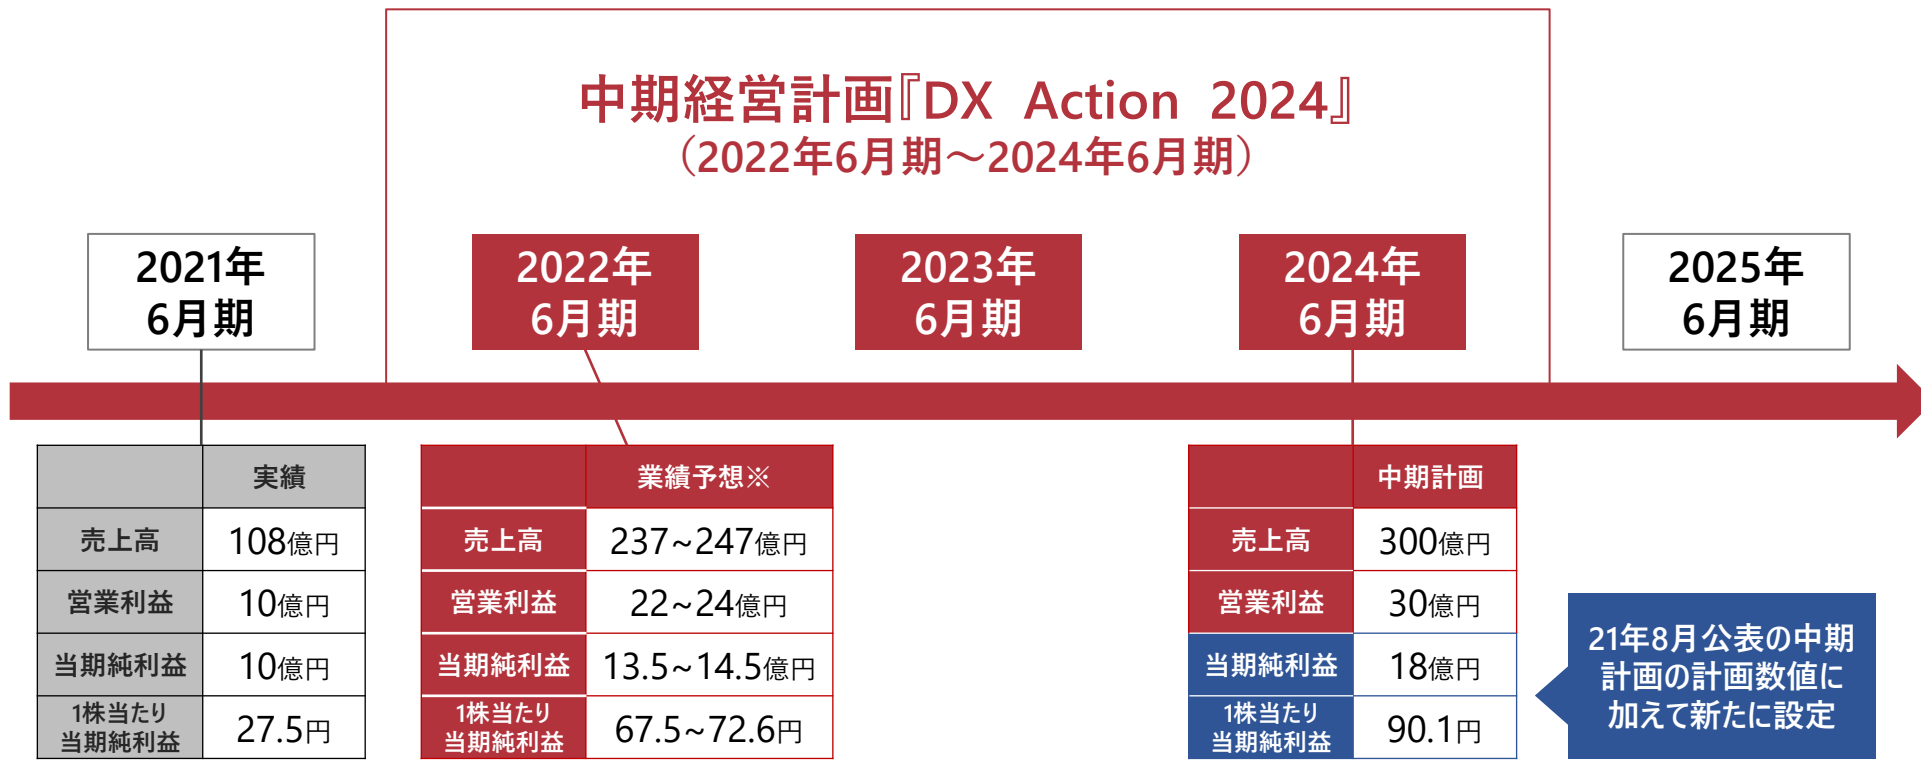 中期経営計画『DX Action 2024』
（2022年6月期～2024年6月期）
2021年
6月期
2022年
6月期
2023年
6月期
2024年
6月期
2025年
6月期
実績
売上高 108億円
営業利益 10億円
当期純利益 10億円
1株当たり
当期純利益 27.5円
業績予想※
売上高 237~247億円
営業利益 22~24億円
当期純利益 13.5~14.5億円
1株当たり
当期純利益 67.5~72.6円
中期計画
売上高 300億円
営業利益 30億円
当期純利益 18億円
1株当たり
当期純利益 90.1円
21年8月公表の中期
計画の計画数値に
加えて新たに設定